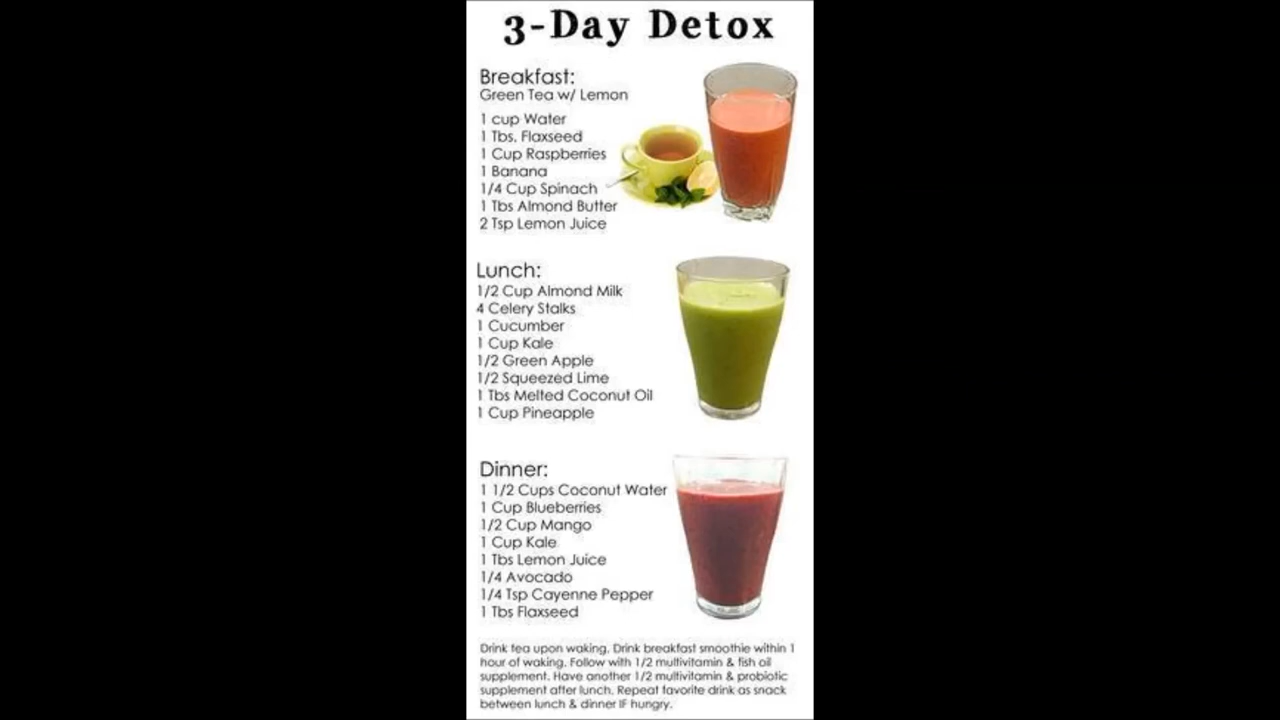 3-Day Detox
Breakfast:
Green Tea w/ Lemon
1 cup Water
1 Tbs. Flaxseed
1 Cup Raspberries
1 Banana
1/4 Cup Spinach
1 Tbs Almond Butter
2 Tsp Lemon Juice
Lunch:
1/2 Cup Almond Milk
4 Celery Stalks
1 Cucumber
1 Cup Kale
1/2 Green Apple
1/2 Squeezed Lime
1 Tbs Melted Coconut Oil
1 Cup Pineapple
Dinner:
1 1/2 Cups Coconut Water
1 Cup Blueberries
1/2 Cup Mango
1 Cup Kale
1 Tbs Lemon Juice
1/4 Avocado
1/4 Tsp Cayenne Pepper
1 Tbs Flaxseed
Drink tea upon waking. Drink breakfast smoothie within 1
hour of waking. Follow with 1/2 multivitamin & fish oil
supplement. Have another 1/2 multivitamin & probiotic
supplement after lunch. Repeat favorite drink as snack
between lunch & dinner IF hungry.